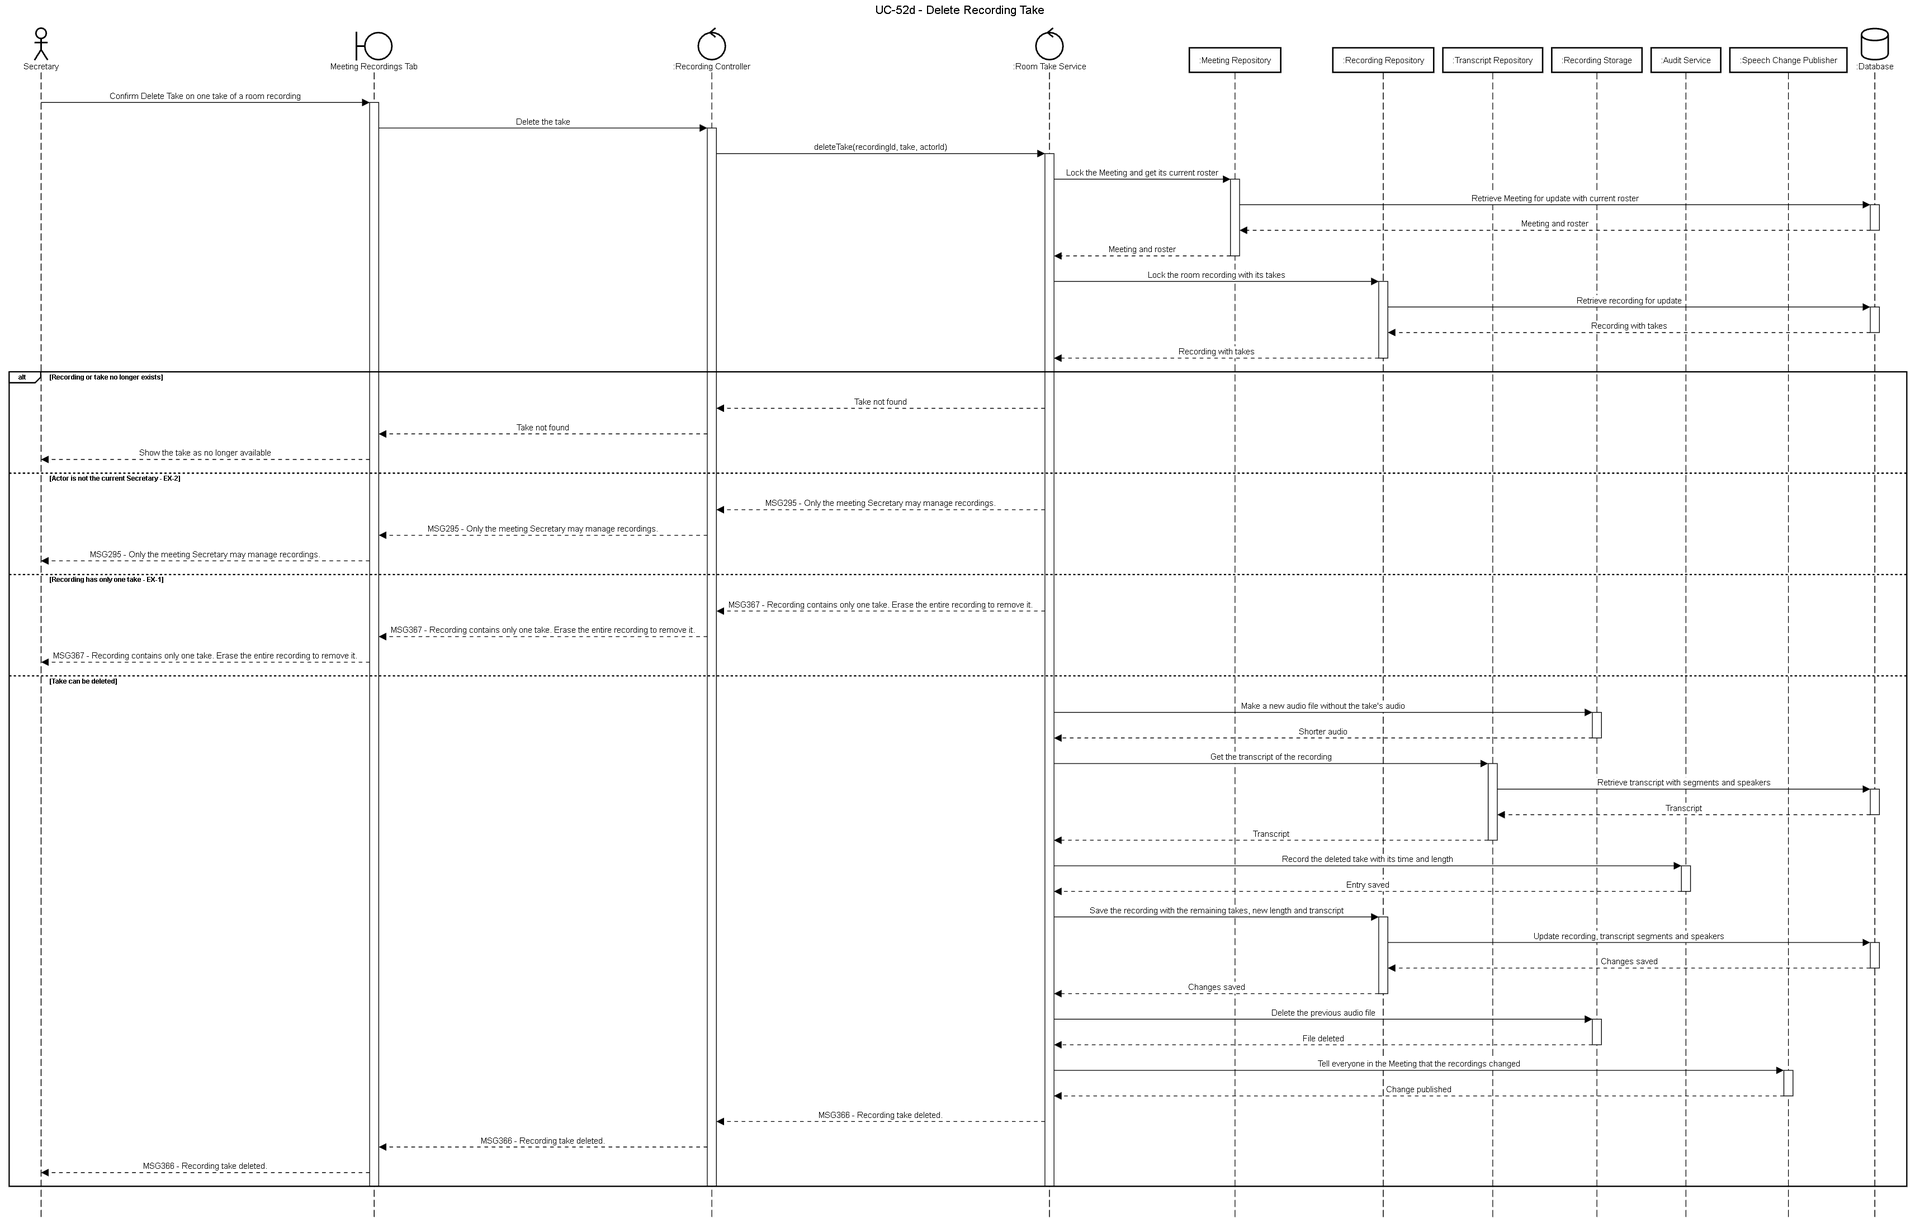 UC-52d - Delete Recording Take
Secretary
Meeting Recordings Tab
:Recording Controller
:Room Take Service
:Meeting Repository
:Recording Repository
:Transcript Repository
:Recording Storage
:Audit Service
:Speech Change Publisher
:Database
Confirm Delete Take on one take of a room recording
Delete the take
deleteTake(recordingId, take, actorId)
Lock the Meeting and get its current roster
Retrieve Meeting for update with current roster
Meeting and roster
Meeting and roster
Lock the room recording with its takes
Retrieve recording for update
Recording with takes
Recording with takes
alt
[Recording or take no longer exists]
Take not found
Take not found
Show the take as no longer available
[Actor is not the current Secretary - EX-2]
MSG295 - Only the meeting Secretary may manage recordings.
MSG295 - Only the meeting Secretary may manage recordings.
MSG295 - Only the meeting Secretary may manage recordings.
[Recording has only one take - EX-1]
MSG367 - Recording contains only one take. Erase the entire recording to remove it.
MSG367 - Recording contains only one take. Erase the entire recording to remove it.
MSG367 - Recording contains only one take. Erase the entire recording to remove it.
[Take can be deleted]
Make a new audio file without the take's audio
Shorter audio
Get the transcript of the recording
Retrieve transcript with segments and speakers
Transcript
Transcript
Record the deleted take with its time and length
Entry saved
Save the recording with the remaining takes, new length and transcript
Update recording, transcript segments and speakers
Changes saved
Changes saved
Delete the previous audio file
File deleted
Tell everyone in the Meeting that the recordings changed
Change published
MSG366 - Recording take deleted.
MSG366 - Recording take deleted.
MSG366 - Recording take deleted.